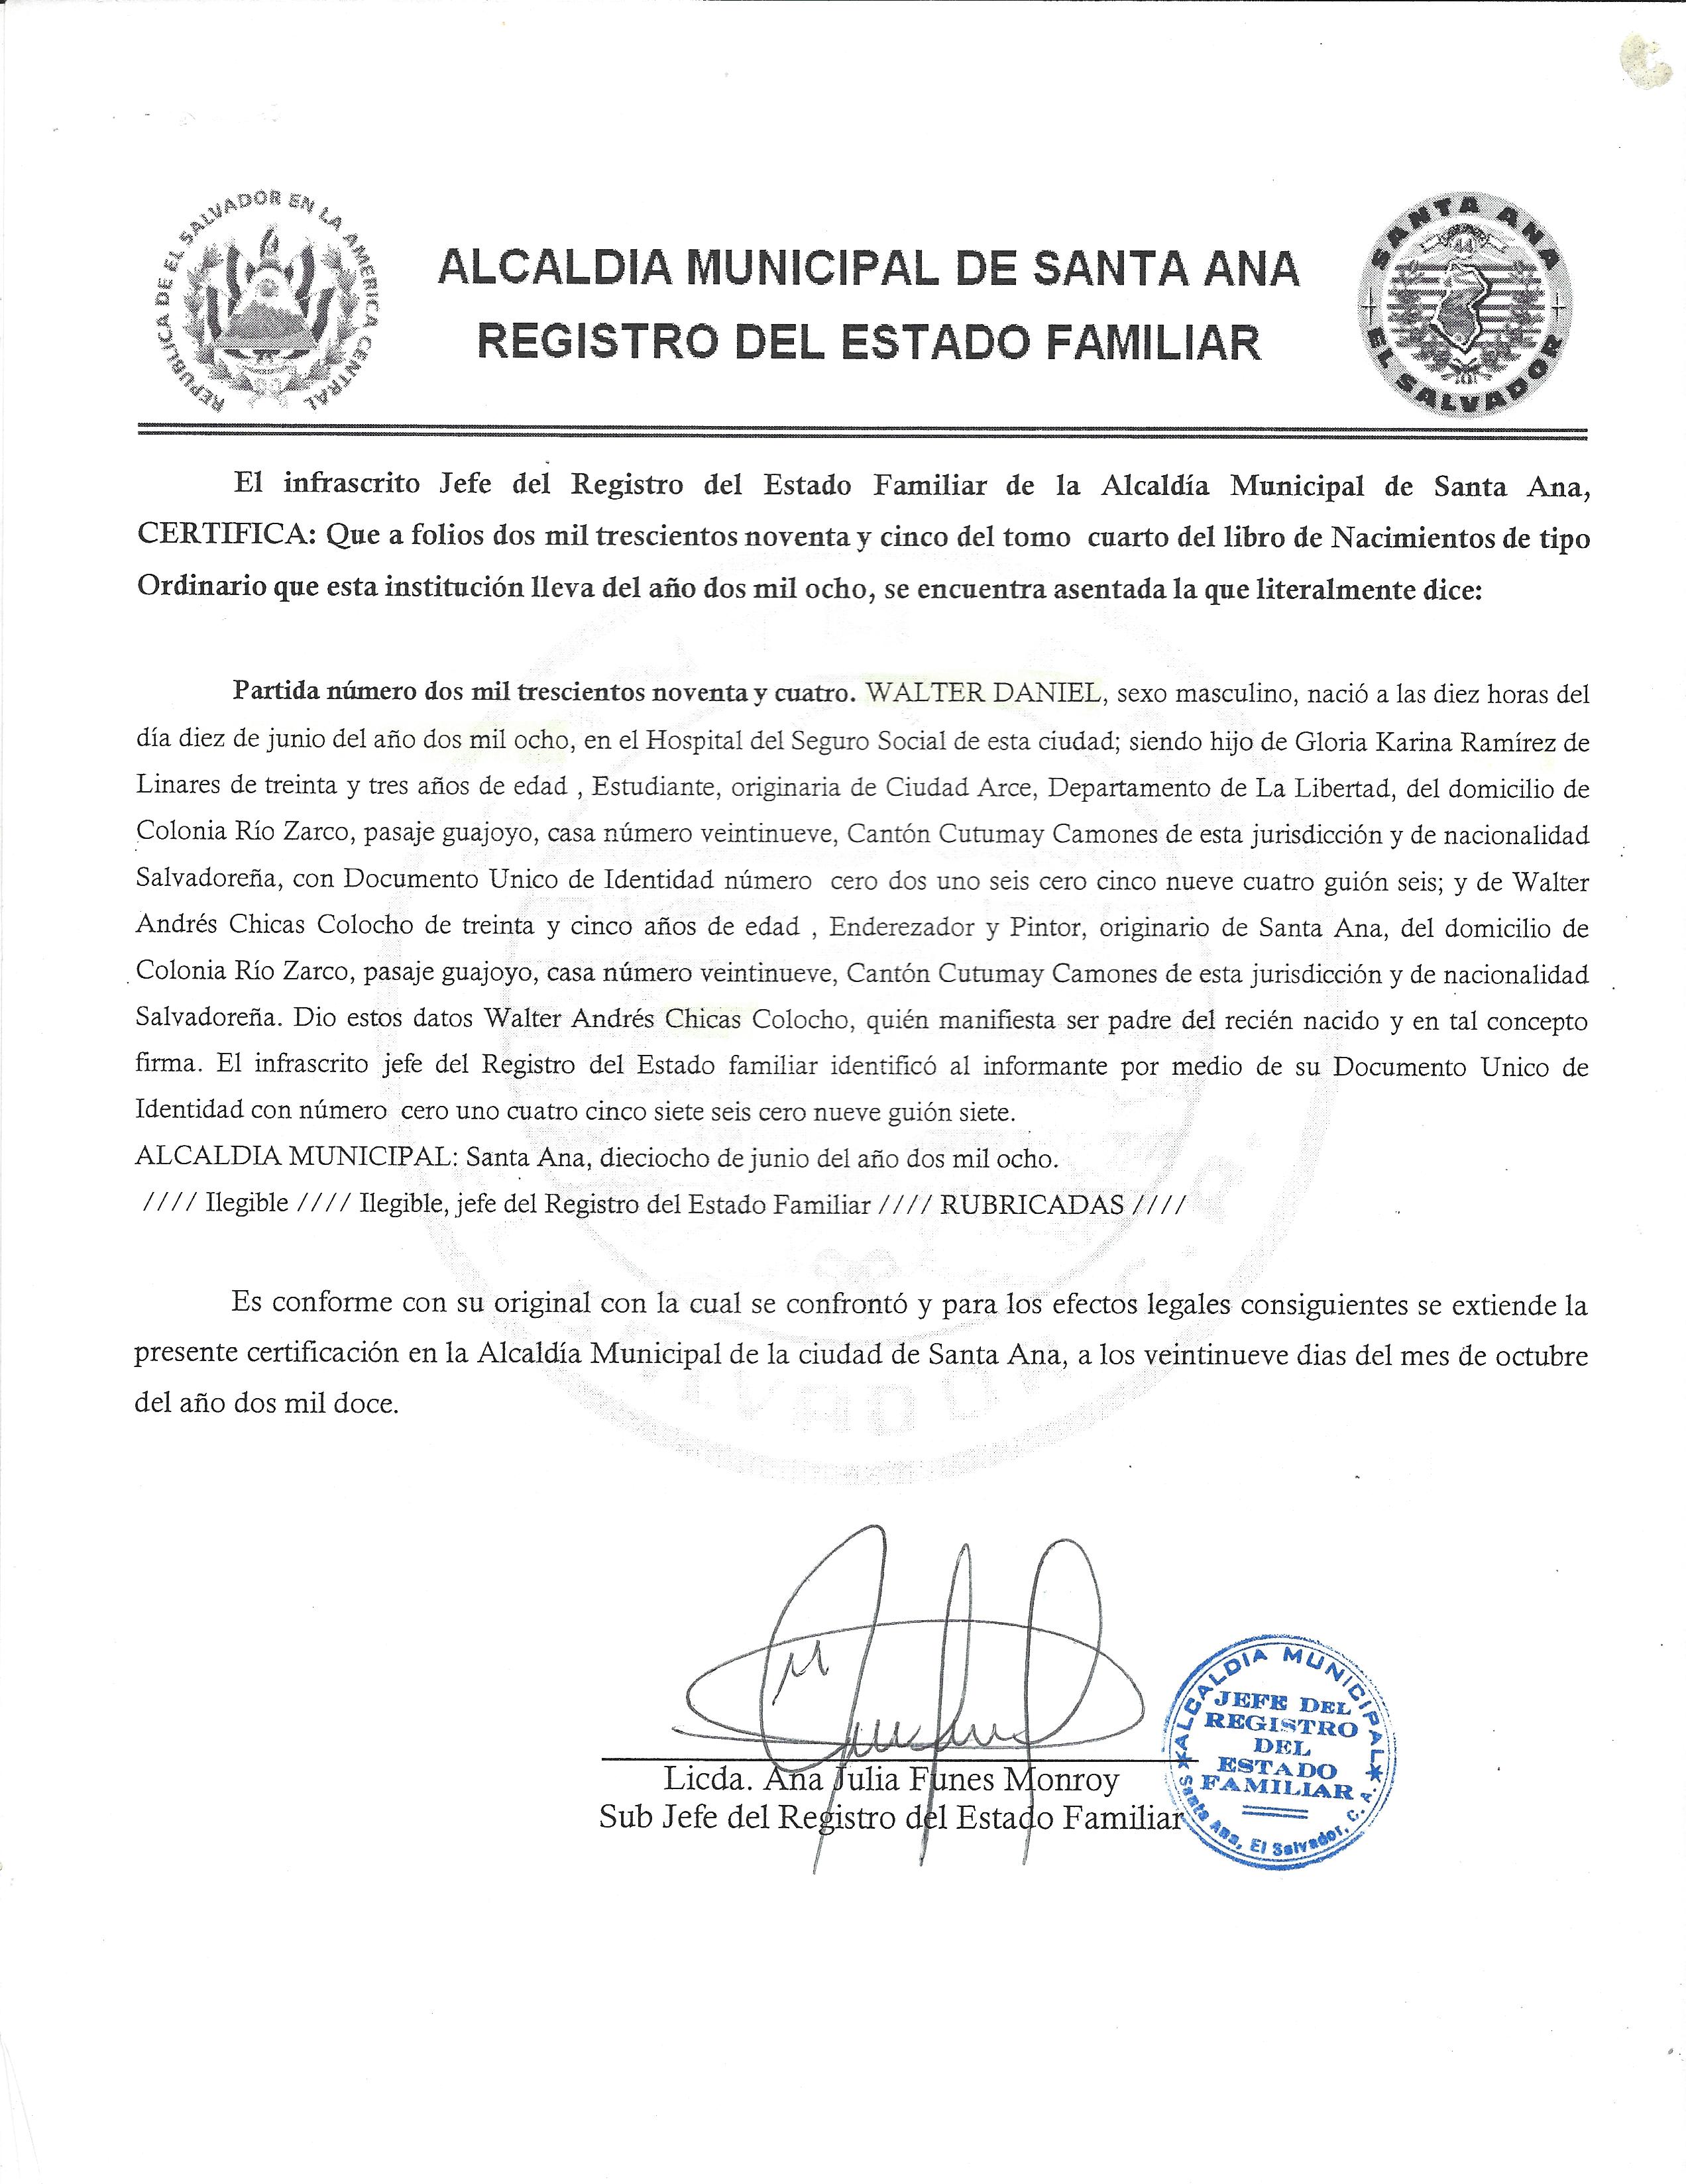 REPUBLICA DE EL SALVADOR EN LA AMERICA CENTRAL
ALCALDIA MUNICIPAL DE SANTA ANA
REGISTRO DEL ESTADO FAMILIAR
SANTA ANA
EL SALVADOR
El infrascrito Jefe del Registro del Estado Familiar de la Alcaldía Municipal de Santa Ana,
CERTIFICA: Que a folios dos mil trescientos noventa y cinco del tomo cuarto del libro de Nacimientos de tipo
Ordinario que esta institución lleva del año dos mil ocho, se encuentra asentada la que literalmente dice:
Partida número dos mil trescientos noventa y cuatro. WALTER DANIEL, sexo masculino, nació a las diez horas del
día diez de junio del año dos mil ocho, en el Hospital del Seguro Social de esta ciudad; siendo hijo de Gloria Karina Ramírez de
Linares de treinta y tres años de edad , Estudiante, originaria de Ciudad Arce, Departamento de La Libertad, del domicilio de
Colonia Río Zarco, pasaje guajoyo, casa número veintinueve, Cantón Cutumay Camones de esta jurisdicción y de nacionalidad
Salvadoreña, con Documento Unico de Identidad número cero dos uno seis cero cinco nueve cuatro guión seis; y de Walter
Andrés Chicas Colocho de treinta y cinco años de edad , Enderezador y Pintor, originario de Santa Ana, del domicilio de
Colonia Río Zarco, pasaje guajoyo, casa número veintinueve, Cantón Cutumay Camones de esta jurisdicción y de nacionalidad
Salvadoreña. Dio estos datos Walter Andrés Chicas Colocho, quién manifiesta ser padre del recién nacido y en tal concepto
firma. El infrascrito jefe del Registro del Estado familiar identificó al informante por medio de su Documento Unico de
Identidad con número cero uno cuatro cinco siete seis cero nueve guión siete.
ALCALDIA MUNICIPAL: Santa Ana, dieciocho de junio del año dos mil ocho.
//// Ilegible //// Ilegible, jefe del Registro del Estado Familiar //// RUBRICADAS ////
Es conforme con su original con la cual se confrontó y para los efectos legales consiguientes se extiende la
presente certificación en la Alcaldía Municipal de la ciudad de Santa Ana, a los veintinueve dias del mes de octubre
del año dos mil doce.
Licda. Ana Julia Funes Monroy
Sub Jefe del Registro del Estado Familiar
ALCALDIA MUNICIPAL
JEFE DEL
REGISTRO
DEL
ESTADO
FAMILIAR
Santa Ana, El Salvador, C. A.